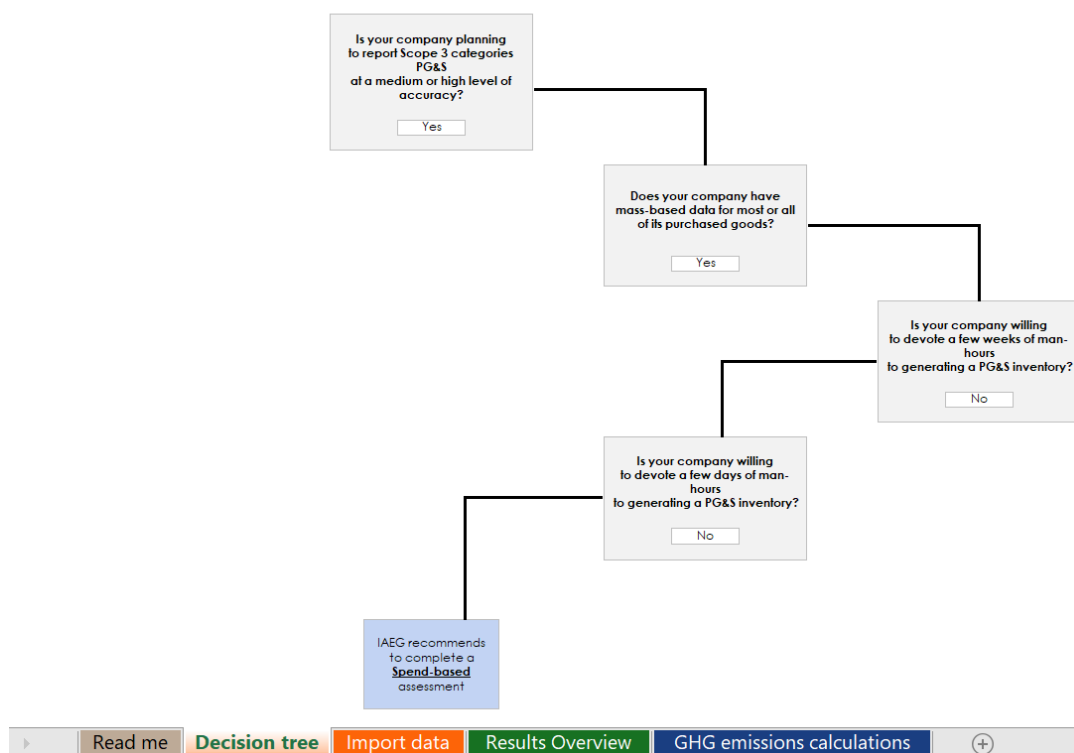 Is your company planning
to report Scope 3 categories
PG&S
at a medium or high level of
accuracy?
Yes
Does your company have
mass-based data for most or all
of its purchased goods?
Yes
Is your company willing
to devote a few weeks of man-
hours
to generating a PG&S inventory?
No
Is your company willing
to devote a few days of man-
hours
to generating a PG&S inventory?
No
IAEG recommends
to complete a
Spend-based
assessment
Read me
Decision tree
Import data
Results Overview
GHG emissions calculations